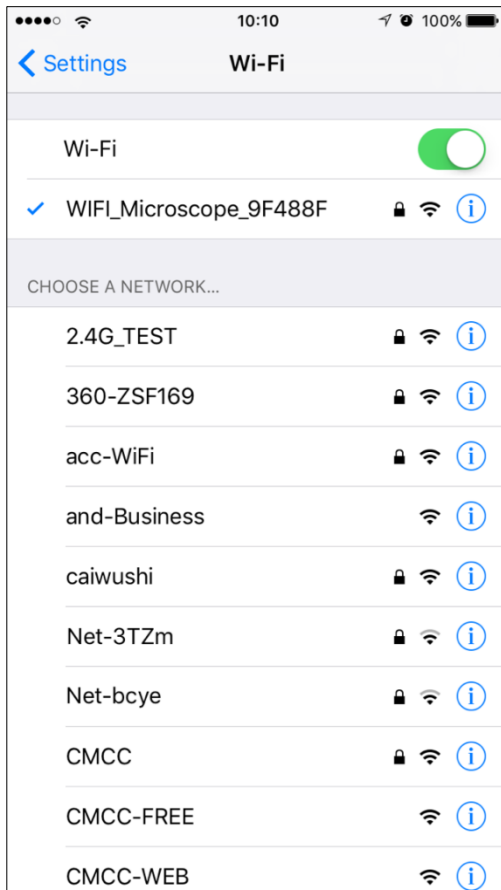 10:10 100%
Settings Wi-Fi
Wi-Fi
WIFI_Microscope_9F488F
CHOOSE A NETWORK...
2.4G_TEST
360-ZSF169
acc-WiFi
and-Business
caiwushi
Net-3TZm
Net-bcye
CMCC
CMCC-FREE
CMCC-WEB